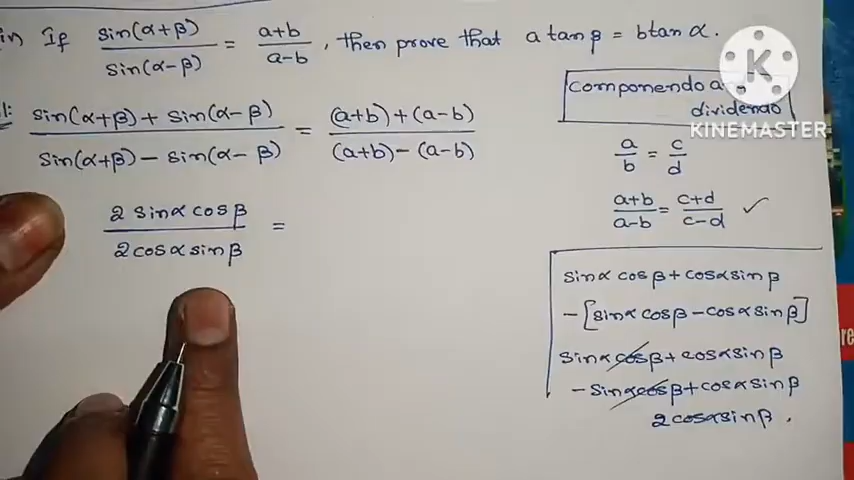 If sin(α+β) / sin(α-β) = a+b / a-b , then prove that a tan β = b tan α.
sin(α+β) + sin(α-β) / sin(α+β) - sin(α-β) = (a+b)+(a-b) / (a+b)-(a-b)
2 sinα cosβ / 2 cosα sinβ =
componendo a
dividendo
K
KINEMASTER
a/b = c/d
a+b / a-b = c+d / c-d ✓
sinα cosβ + cosα sinβ
- [sinα cosβ - cosα sinβ]
sinα cosβ + cosα sinβ
- sinα cosβ + cosα sinβ
2 cosα sinβ .